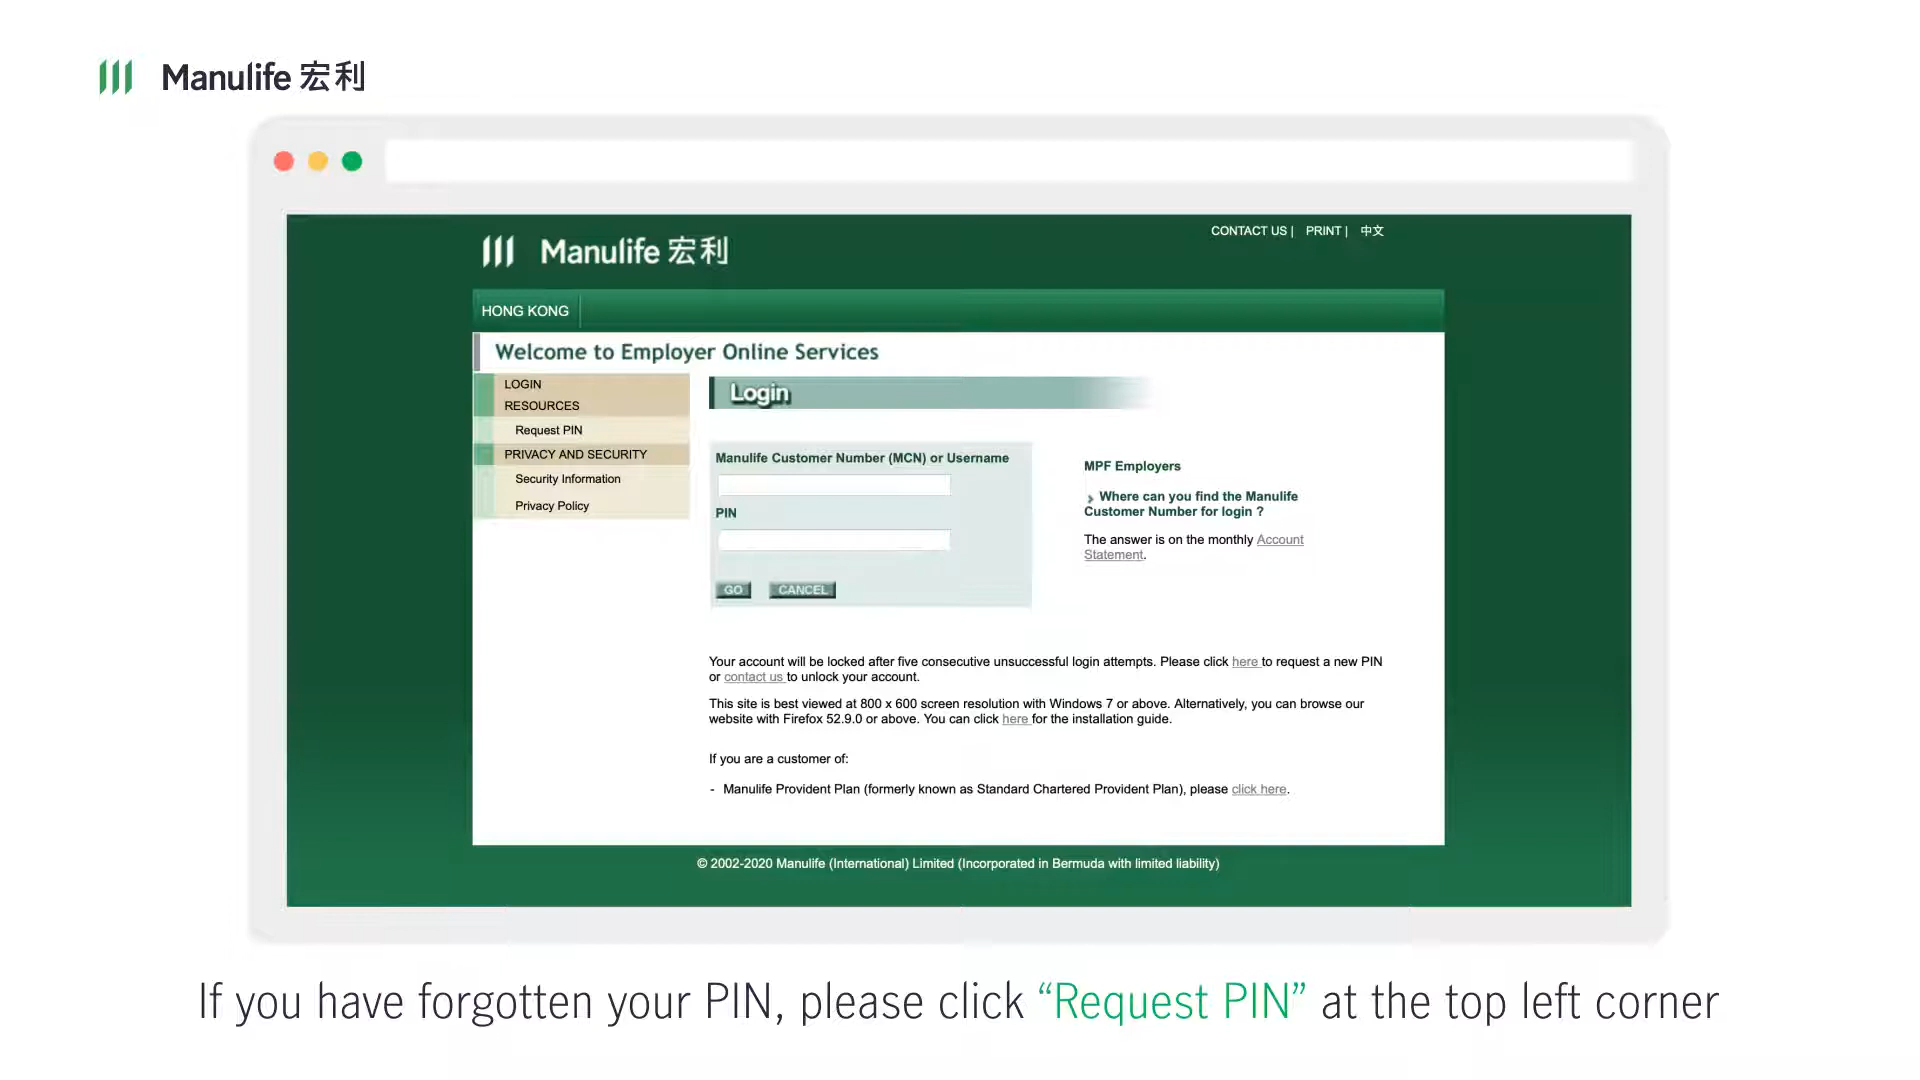 Manulife 宏利
Manulife 宏利
CONTACT US | PRINT | 中文
HONG KONG
Welcome to Employer Online Services
LOGIN
RESOURCES
Request PIN
PRIVACY AND SECURITY
Security Information
Privacy Policy
Login
Manulife Customer Number (MCN) or Username
PIN
GO CANCEL
MPF Employers
Where can you find the Manulife
Customer Number for login ?
The answer is on the monthly Account
Statement.
Your account will be locked after five consecutive unsuccessful login attempts. Please click here to request a new PIN
or contact us to unlock your account.
This site is best viewed at 800 x 600 screen resolution with Windows 7 or above. Alternatively, you can browse our
website with Firefox 52.9.0 or above. You can click here for the installation guide.
If you are a customer of:
- Manulife Provident Plan (formerly known as Standard Chartered Provident Plan), please click here.
© 2002-2020 Manulife (International) Limited (Incorporated in Bermuda with limited liability)
If you have forgotten your PIN, please click “Request PIN” at the top left corner